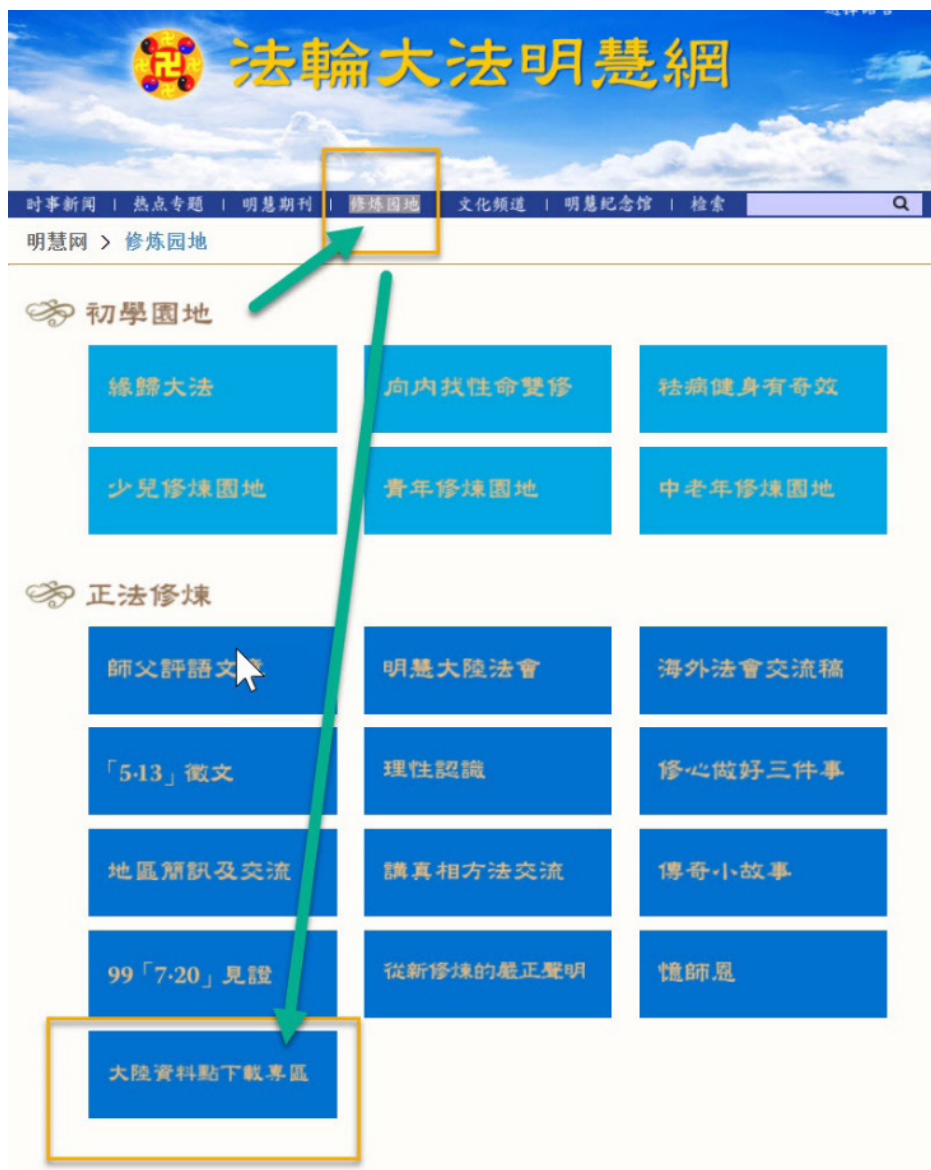 法輪大法明慧網
时事新闻 | 热点专题 | 明慧期刊 | 修炼园地 文化频道 | 明慧纪念馆 | 检索
明慧网 > 修炼园地
初學園地
緣歸大法 向内找性命雙修 祛病健身有奇效
少兒修煉園地 青年修煉園地 中老年修煉園地
正法修煉
師父評語文章 明慧大陸法會 海外法會交流稿
「5·13」徵文 理性認識 修心做好三件事
地區簡訊及交流 講真相方法交流 傳奇小故事
99「7·20」見證 從新修煉的嚴正聲明 憶師恩
大陸資料點下載專區